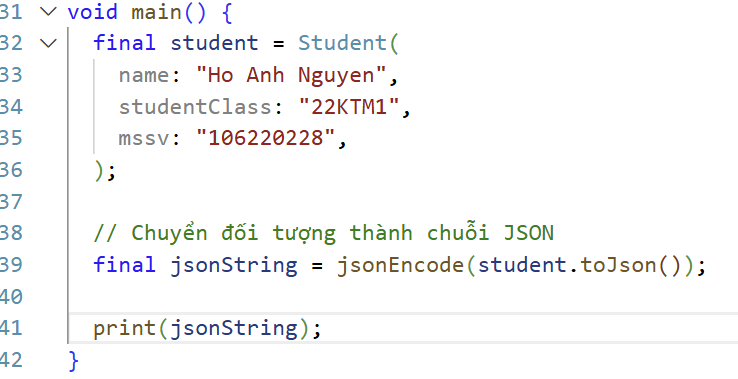 31 void main() {
32 final student = Student(
33 name: "Ho Anh Nguyen",
34 studentClass: "22KTM1",
35 mssv: "106220228",
36 );
37
38 // Chuyển đối tượng thành chuỗi JSON
39 final jsonString = jsonEncode(student.toJson());
40
41 print(jsonString);
42 }